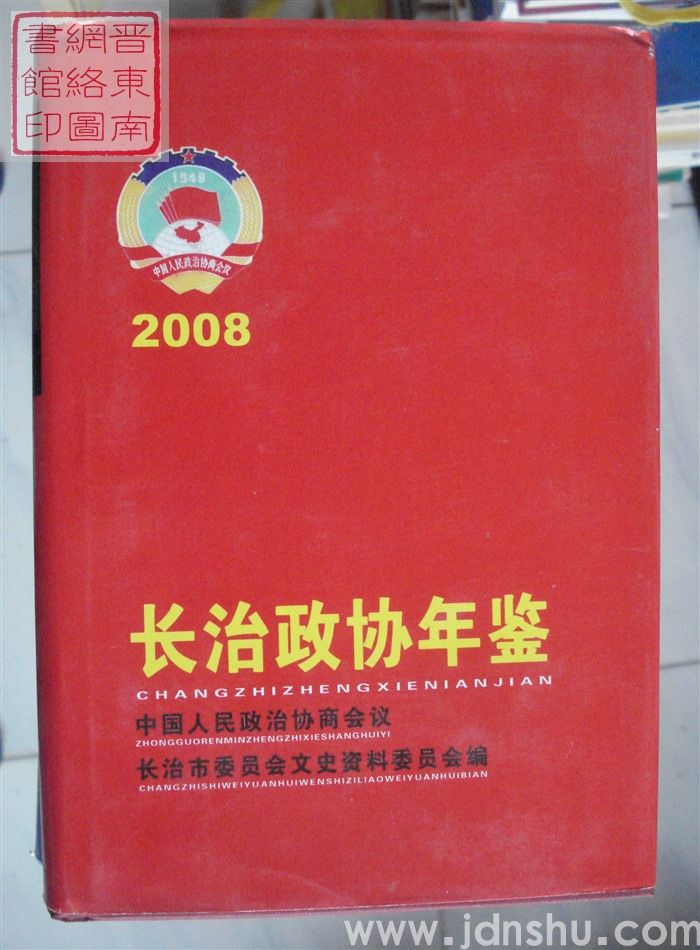 晋東南
網絡圖
書館印
1948
中国人民政治协商会议
2008
长治政协年鉴
CHANGZHIZHENGXIENIANJIAN
中国人民政治协商会议
ZHONGGUORENMINZHENGZHIXIESHANGHUIYI
长治市委员会文史资料委员会编
CHANGZHISHIWEIYUANHUIWENSHIZILIAOWEIYUANHUIBIAN
www.jdnshu.com